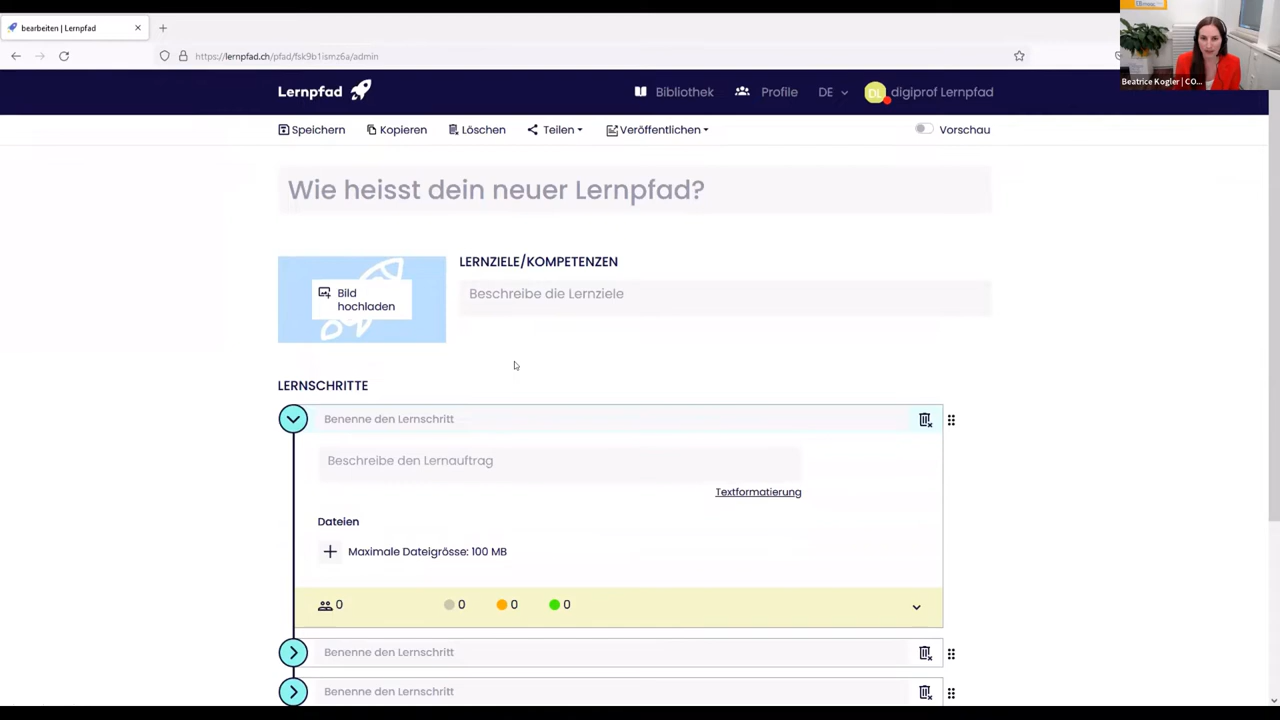 bearbeiten | Lernpfad
https://lernpfad.ch/pfad/fsk9b1ismz6a/admin
Beatrice Kogler | CO...
Lernpfad
Bibliothek
Profile
DE
DL
digiprof Lernpfad
Speichern
Kopieren
Löschen
Teilen
Veröffentlichen
Vorschau
Wie heisst dein neuer Lernpfad?
Bild
hochladen
LERNZIELE/KOMPETENZEN
Beschreibe die Lernziele
LERNSCHRITTE
Benenne den Lernschritt
Beschreibe den Lernauftrag
Textformatierung
Dateien
Maximale Dateigrösse: 100 MB
0
0
0
0
Benenne den Lernschritt
Benenne den Lernschritt